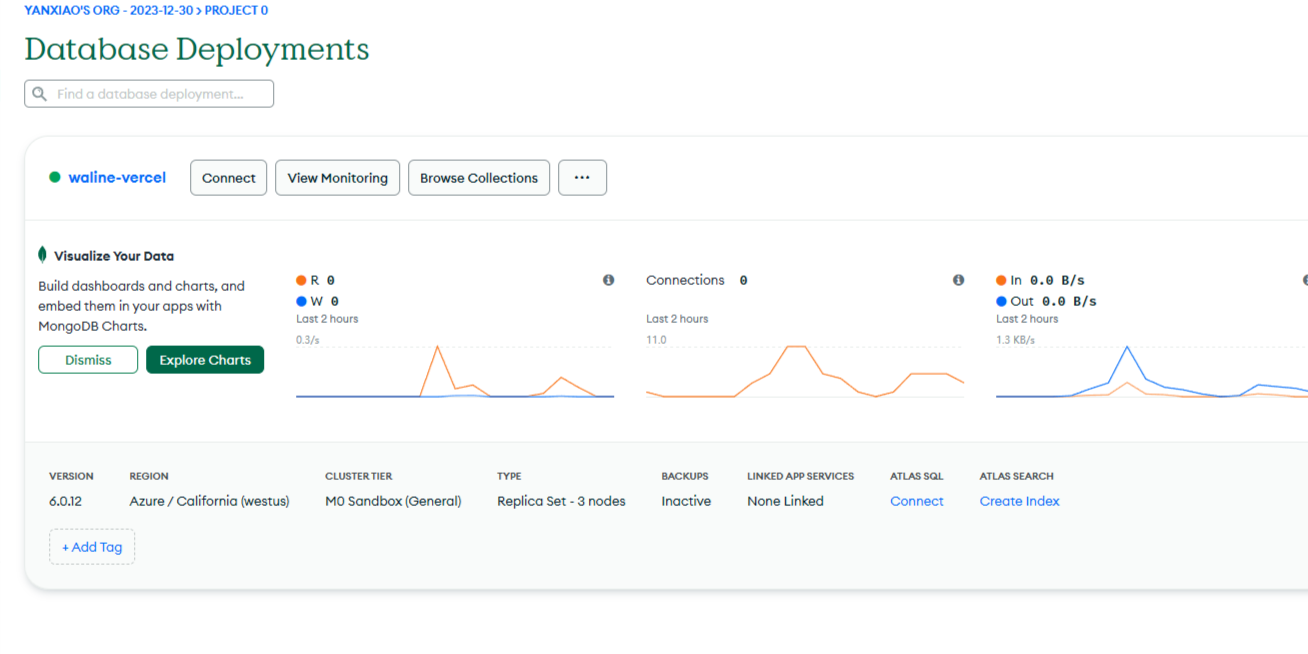 YANXIAO'S ORG - 2023-12-30 > PROJECT 0
Database Deployments
Find a database deployment...
waline-vercel
Connect
View Monitoring
Browse Collections
...
Visualize Your Data
Build dashboards and charts, and
embed them in your apps with
MongoDB Charts.
Dismiss
Explore Charts
R 0
W 0
Last 2 hours
0.3/s
Connections 0
Last 2 hours
11.0
In 0.0 B/s
Out 0.0 B/s
Last 2 hours
1.3 KB/s
VERSION
6.0.12
REGION
Azure / California (westus)
CLUSTER TIER
M0 Sandbox (General)
TYPE
Replica Set - 3 nodes
BACKUPS
Inactive
LINKED APP SERVICES
None Linked
ATLAS SQL
Connect
ATLAS SEARCH
Create Index
+ Add Tag